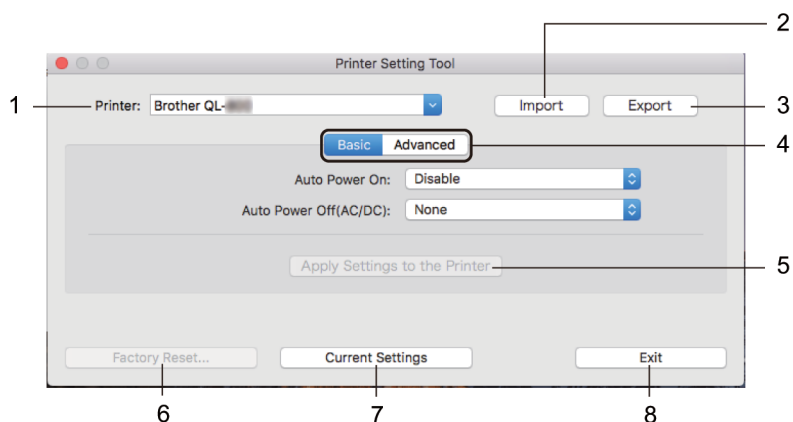 2
Printer Setting Tool
1
Printer: Brother QL-
Import
Export
3
Basic
Advanced
4
Auto Power On: Disable
Auto Power Off(AC/DC): None
Apply Settings to the Printer
5
Factory Reset...
Current Settings
Exit
6
7
8